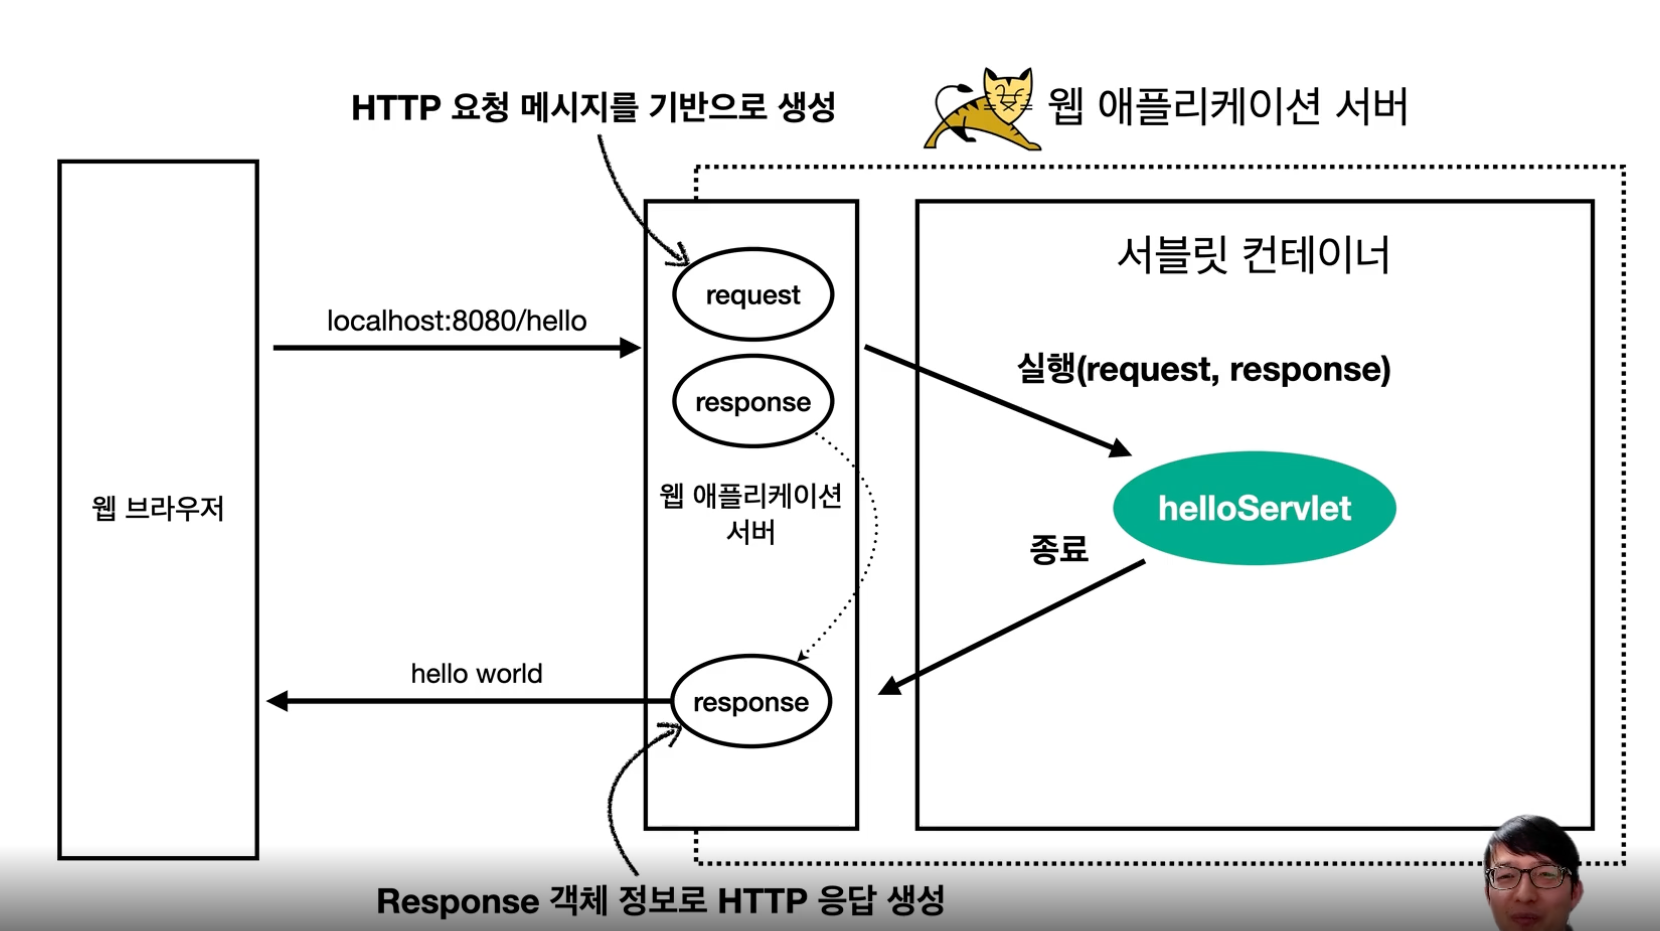 HTTP 요청 메시지를 기반으로 생성
웹 애플리케이션 서버
서블릿 컨테이너
request
localhost:8080/hello
실행(request, response)
response
웹 브라우저
웹 애플리케이션
서버
helloServlet
종료
hello world
response
Response 객체 정보로 HTTP 응답 생성